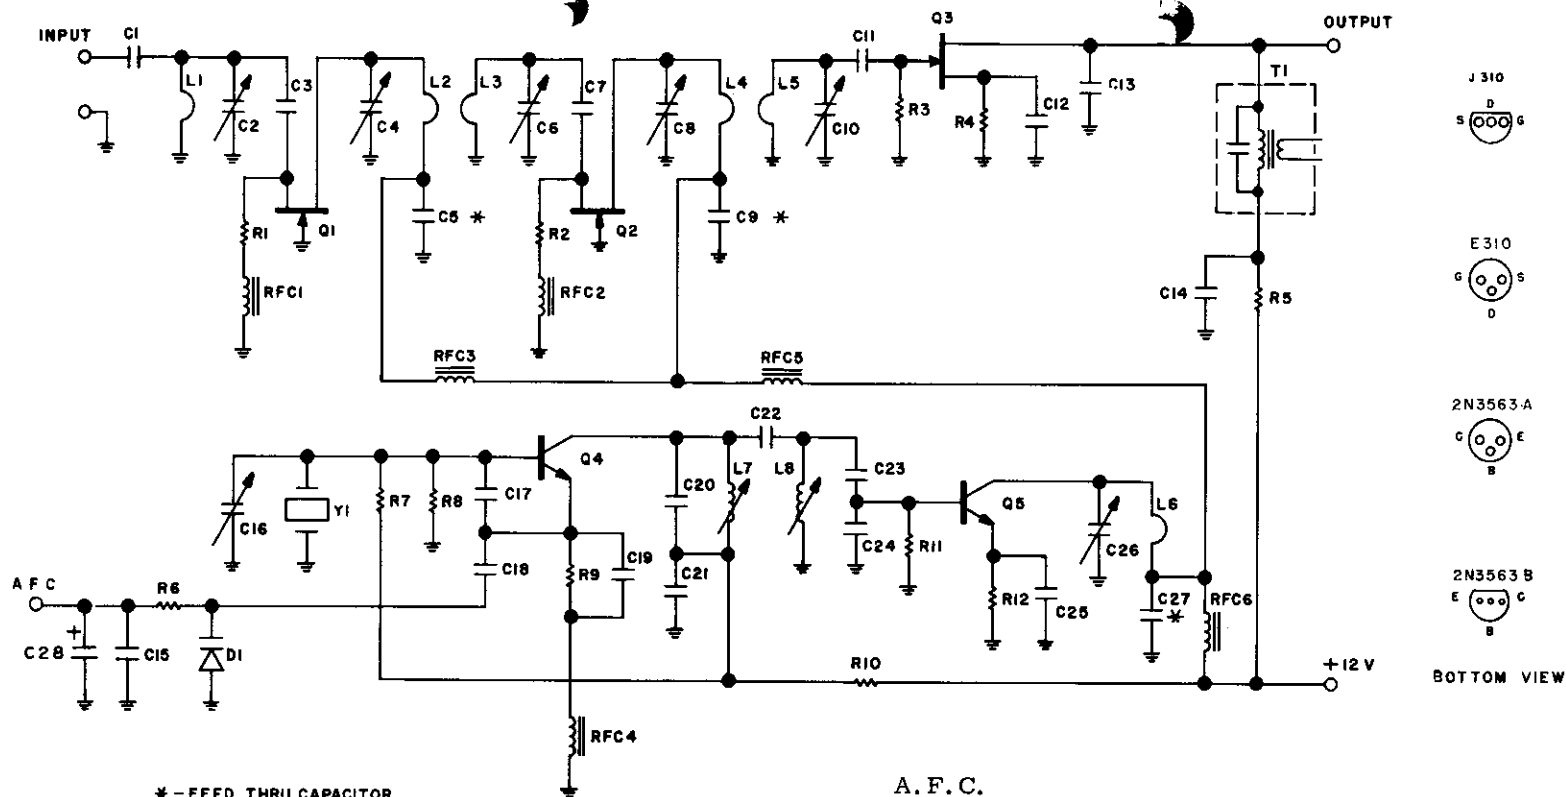 INPUT
C1
L1
C2
C3
C4
L2
L3
C6
C7
C8
L4
L5
C10
C11
Q3
R3
R4
C12
C13
OUTPUT
T1
R1
Q1
C5 *
R2
Q2
C9 *
RFC1
RFC2
C14
R5
RFC3
RFC5
C16
Y1
R7
R8
C17
Q4
C18
R9
C19
C20
L7
C22
L8
C21
C23
C24
R11
Q5
C26
L6
R12
C25
C27
*
RFC6
AFC
R6
+
C28
C15
D1
R10
+12V
RFC4
J310
D
S G
E310
G S
D
2N3563-A
C E
B
2N3563 B
E C
B
BOTTOM VIEW
* - FEED THRU CAPACITOR
A.F.C.